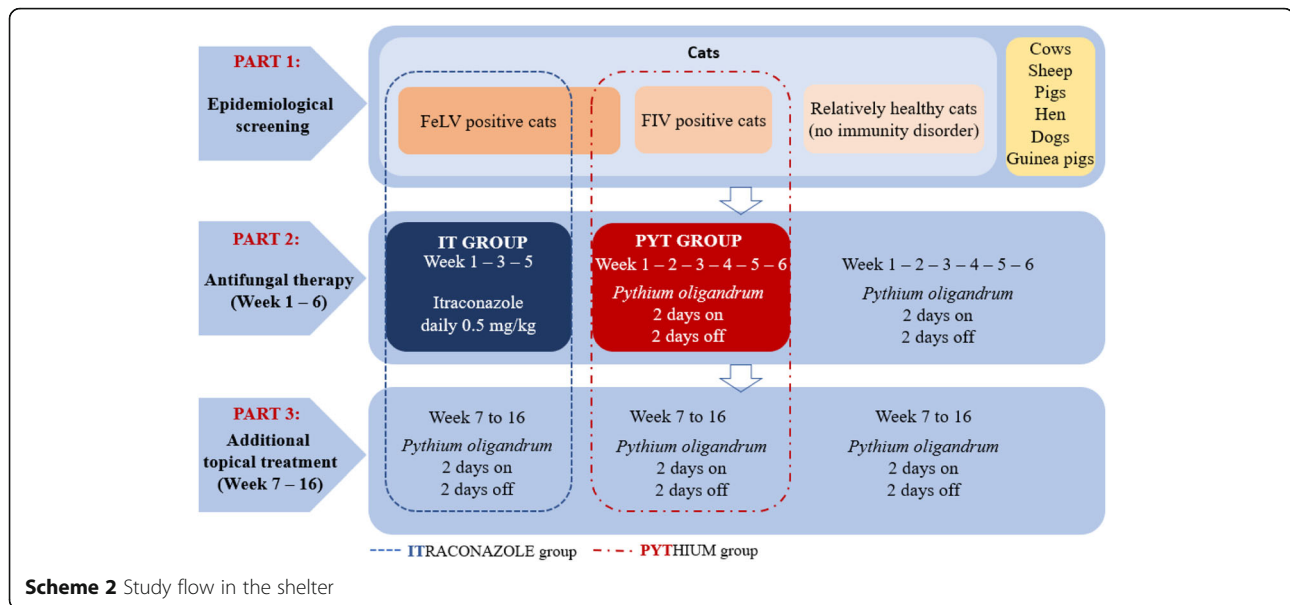 PART 1:
Epidemiological
screening
Cats
FeLV positive cats
FIV positive cats
Relatively healthy cats
(no immunity disorder)
Cows
Sheep
Pigs
Hen
Dogs
Guinea pigs
PART 2:
Antifungal therapy
(Week 1 – 6)
IT GROUP
Week 1 – 3 – 5
Itraconazole
daily 0.5 mg/kg
PYT GROUP
Week 1 – 2 – 3 – 4 – 5 – 6
Pythium oligandrum
2 days on
2 days off
Week 1 – 2 – 3 – 4 – 5 – 6
Pythium oligandrum
2 days on
2 days off
PART 3:
Additional
topical treatment
(Week 7 – 16)
Week 7 to 16
Pythium oligandrum
2 days on
2 days off
Week 7 to 16
Pythium oligandrum
2 days on
2 days off
Week 7 to 16
Pythium oligandrum
2 days on
2 days off
ITRACONAZOLE group
PYTHIUM group
Scheme 2 Study flow in the shelter